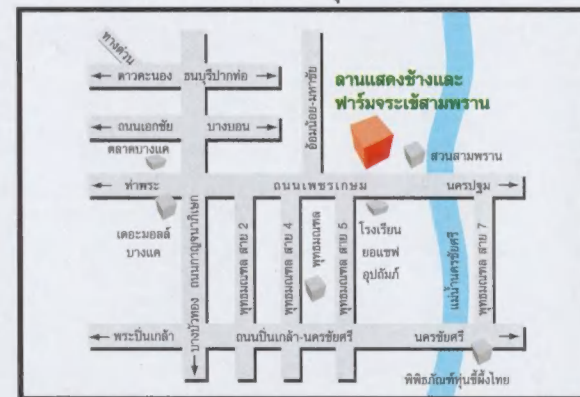 ทางด่วน
← ดาวคะนอง ธนบุรีปากท่อ →
← ถนนเอกชัย บางบอน →
ตลาดบางแค
อ้อมน้อย-มหาชัย
ลานแสดงช้างและ
ฟาร์มจระเข้สามพราน
สวนสามพราน
← ท่าพระ ถนนเพชรเกษม นครปฐม →
เดอะมอลล์
บางแค
← บางบัวทอง ถนนกาญจนาภิเษก
พุทธมณฑล สาย 2
พุทธมณฑล สาย 4
พุทธมณฑล
พุทธมณฑล สาย 5
โรงเรียน
ยอแซฟ
อุปถัมภ์
แม่น้ำนครชัยศรี
พุทธมณฑล สาย 7
← พระปิ่นเกล้า ถนนปิ่นเกล้า-นครชัยศรี นครชัยศรี →
พิพิธภัณฑ์หุ่นขี้ผึ้งไทย